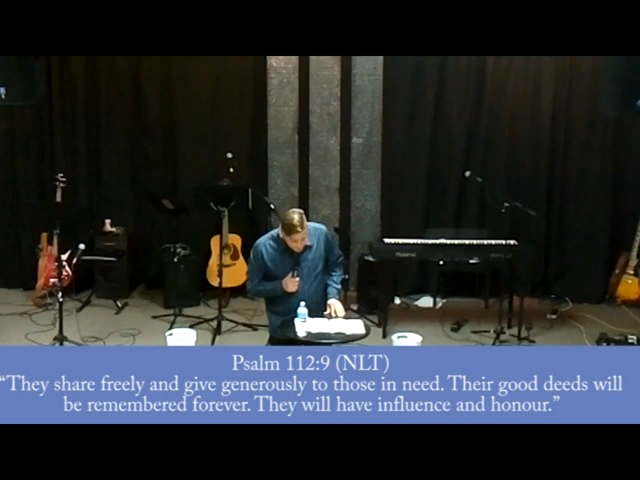 Roland
Psalm 112:9 (NLT)
“They share freely and give generously to those in need. Their good deeds will
be remembered forever. They will have influence and honour.”